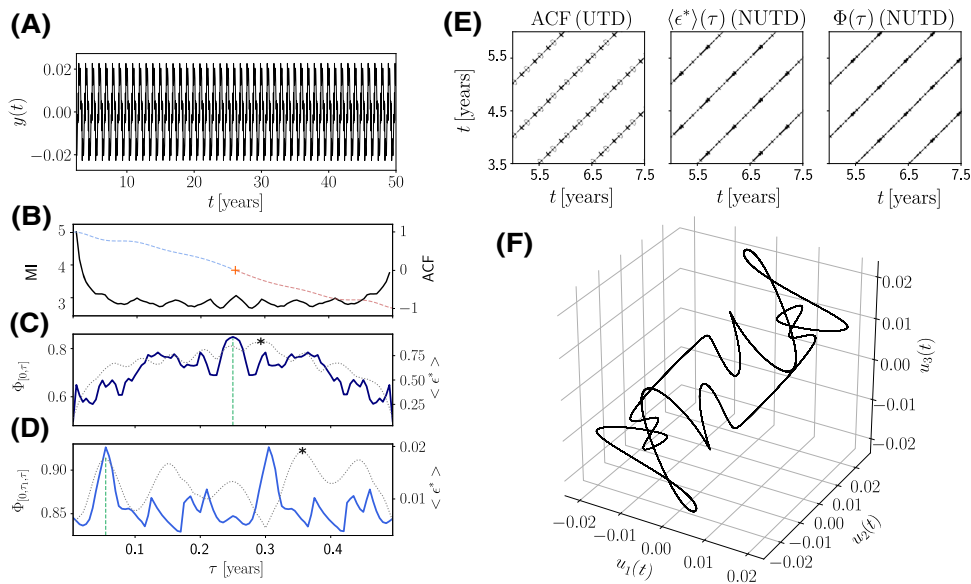 (A)
y(t)
0.02
0.00
−0.02
10
20
30
40
50
t [years]
(B)
MI
5
4
3
1
0
−1
ACF
(C)
Φ[0,τ]
0.8
0.6
*
0.75
0.50
0.25
< ϵ* >
(D)
Φ[0,τ1,τ]
0.90
0.85
*
0.02
0.01
< ϵ* >
0.1
0.2
0.3
0.4
τ [years]
(E)
ACF (UTD)
⟨ϵ*⟩(τ) (NUTD)
Φ(τ) (NUTD)
t [years]
5.5
4.5
3.5
5.5
6.5
7.5
5.5
6.5
7.5
5.5
6.5
7.5
t [years]
t [years]
t [years]
(F)
0.02
0.01
0.00
−0.01
−0.02
u3(t)
0.02
0.01
0.00
−0.01
−0.02
u2(t)
−0.02
−0.01
0.00
0.01
0.02
u1(t)